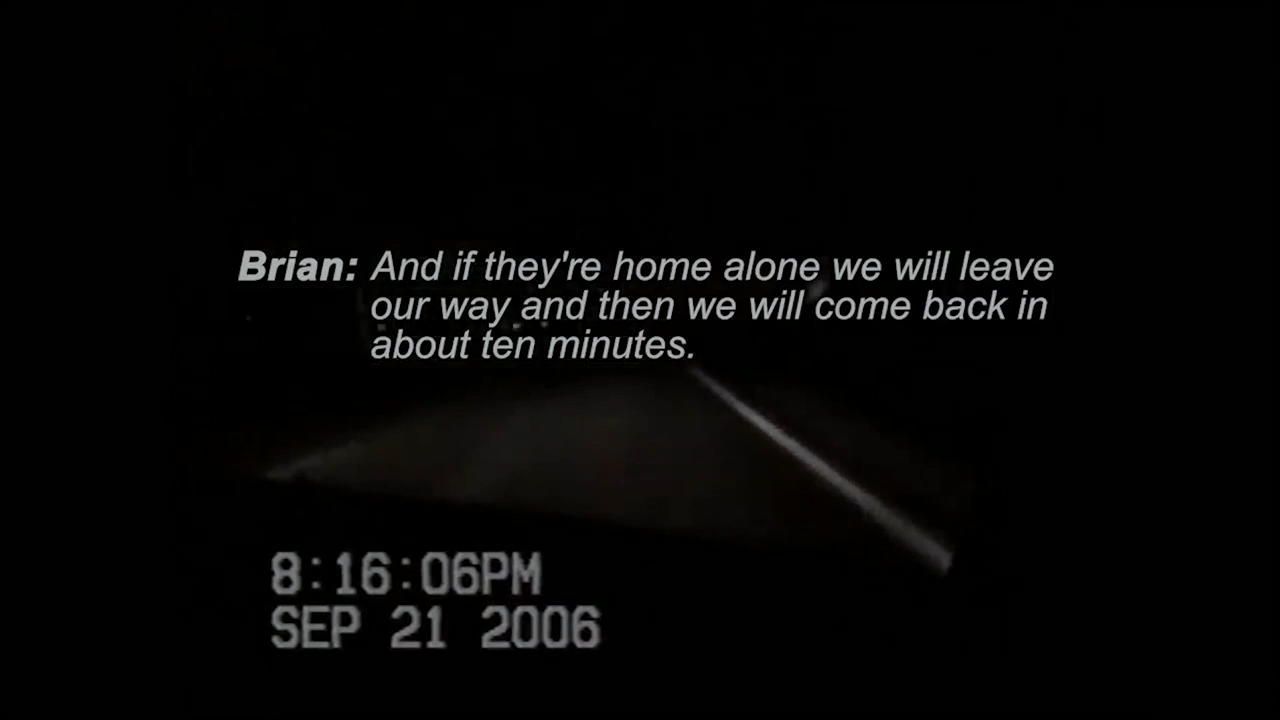 Brian: And if they're home alone we will leave
our way and then we will come back in
about ten minutes.
8:16:06PM
SEP 21 2006